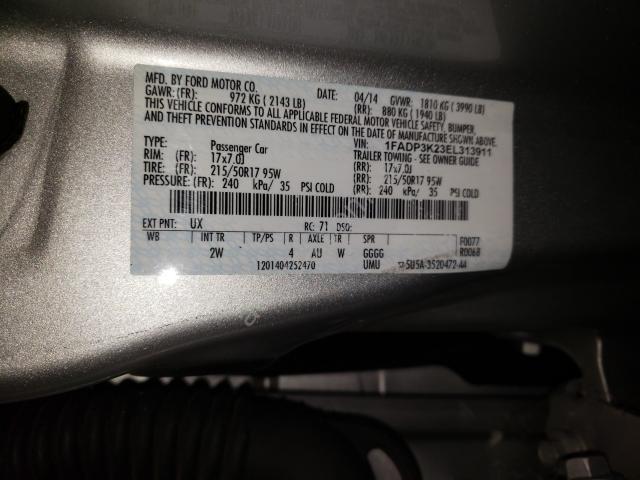 MFD. BY FORD MOTOR CO.
04/14 GVWR: 1810 KG ( 3990 LB)
GAWR: (FR): 972 KG ( 2143 LB) (RR): 880 KG ( 1940 LB)
THIS VEHICLE CONFORMS TO ALL APPLICABLE FEDERAL MOTOR VEHICLE SAFETY, BUMPER,
AND THEFT PREVENTION STANDARDS IN EFFECT ON THE DATE OF MANUFACTURE SHOWN ABOVE.
VIN: 1FADP3K23EL313911
TYPE: Passenger Car TRAILER TOWING - SEE OWNER GUIDE
RIM: (FR): 17x7.0J (RR): 17x7.0J
TIRE: (FR): 215/50R17 95W (RR): 215/50R17 95W
PRESSURE: (FR): 240 kPa/ 35 PSI COLD (RR): 240 kPa/ 35 PSI COLD
EXT PNT: UX RC: 71 DSO:
WB INT TR TP/PS R AXLE TR SPR F0077
2W 4 AU W GGGG R0068
1201404252470 UMU 5U5A-3520472-AA